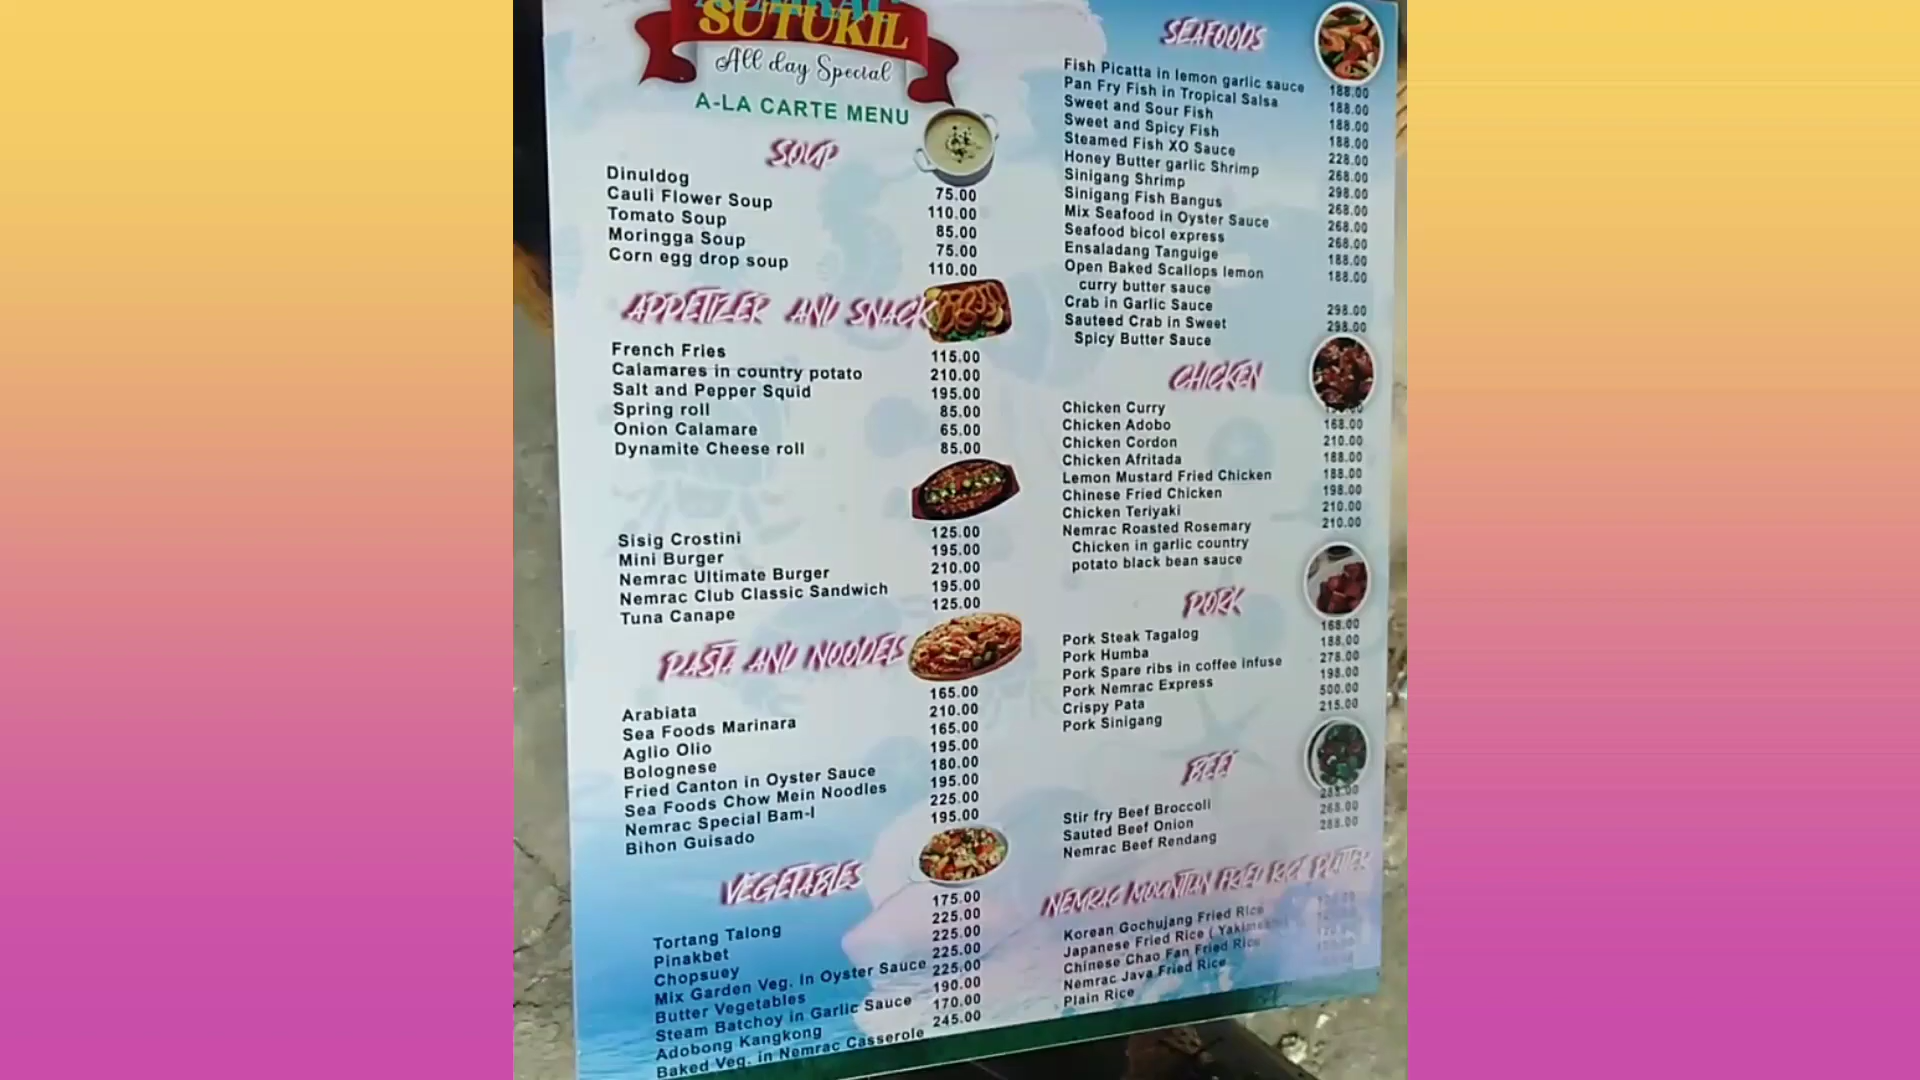 SUTUKIL
All day Special
A-LA CARTE MENU
SOUP
Dinuldog 75.00
Cauli Flower Soup 110.00
Tomato Soup 85.00
Moringga Soup 75.00
Corn egg drop soup 110.00
APPETIZER AND SNACK
French Fries 115.00
Calamares in country potato 210.00
Salt and Pepper Squid 195.00
Spring roll 85.00
Onion Calamare 65.00
Dynamite Cheese roll 85.00
Sisig Crostini 125.00
Mini Burger 195.00
Nemrac Ultimate Burger 210.00
Nemrac Club Classic Sandwich 195.00
Tuna Canape 125.00
PASTA AND NOODELS
Arabiata 165.00
Sea Foods Marinara 210.00
Aglio Olio 165.00
Bolognese 195.00
Fried Canton in Oyster Sauce 180.00
Sea Foods Chow Mein Noodles 195.00
Nemrac Special Bam-I 225.00
Bihon Guisado 195.00
VEGETABLES
Tortang Talong 175.00
Pinakbet 225.00
Chopsuey 225.00
Mix Garden Veg. In Oyster Sauce 225.00
Butter Vegetables 225.00
Steam Batchoy in Garlic Sauce 190.00
Adobong Kangkong 170.00
Baked Veg. in Nemrac Casserole 245.00
SEAFOODS
Fish Picatta in lemon garlic sauce 188.00
Pan Fry Fish in Tropical Salsa 188.00
Sweet and Sour Fish 188.00
Sweet and Spicy Fish 188.00
Steamed Fish XO Sauce 228.00
Honey Butter garlic Shrimp 268.00
Sinigang Shrimp 298.00
Sinigang Fish Bangus 268.00
Mix Seafood in Oyster Sauce 268.00
Seafood bicol express 268.00
Ensaladang Tanguige 188.00
Open Baked Scallops lemon 188.00
curry butter sauce
Crab in Garlic Sauce 298.00
Sauteed Crab in Sweet 298.00
Spicy Butter Sauce
CHICKEN
Chicken Curry
Chicken Adobo 168.00
Chicken Cordon 210.00
Chicken Afritada 188.00
Lemon Mustard Fried Chicken 188.00
Chinese Fried Chicken 198.00
Chicken Teriyaki 210.00
Nemrac Roasted Rosemary 210.00
Chicken in garlic country
potato black bean sauce
PORK
Pork Steak Tagalog 168.00
Pork Humba 188.00
Pork Spare ribs in coffee infuse 278.00
Pork Nemrac Express 198.00
Crispy Pata 500.00
Pork Sinigang 215.00
BEEF
Stir fry Beef Broccoli 288.00
Sauted Beef Onion 268.00
Nemrac Beef Rendang 288.00
NEMRAC MOUNTIAN FRIED RICE PLATTER
Korean Gochujang Fried Rice
Japanese Fried Rice (
Chinese Chao Fan Fried Rice
Nemrac Java Fried Rice
Plain Rice